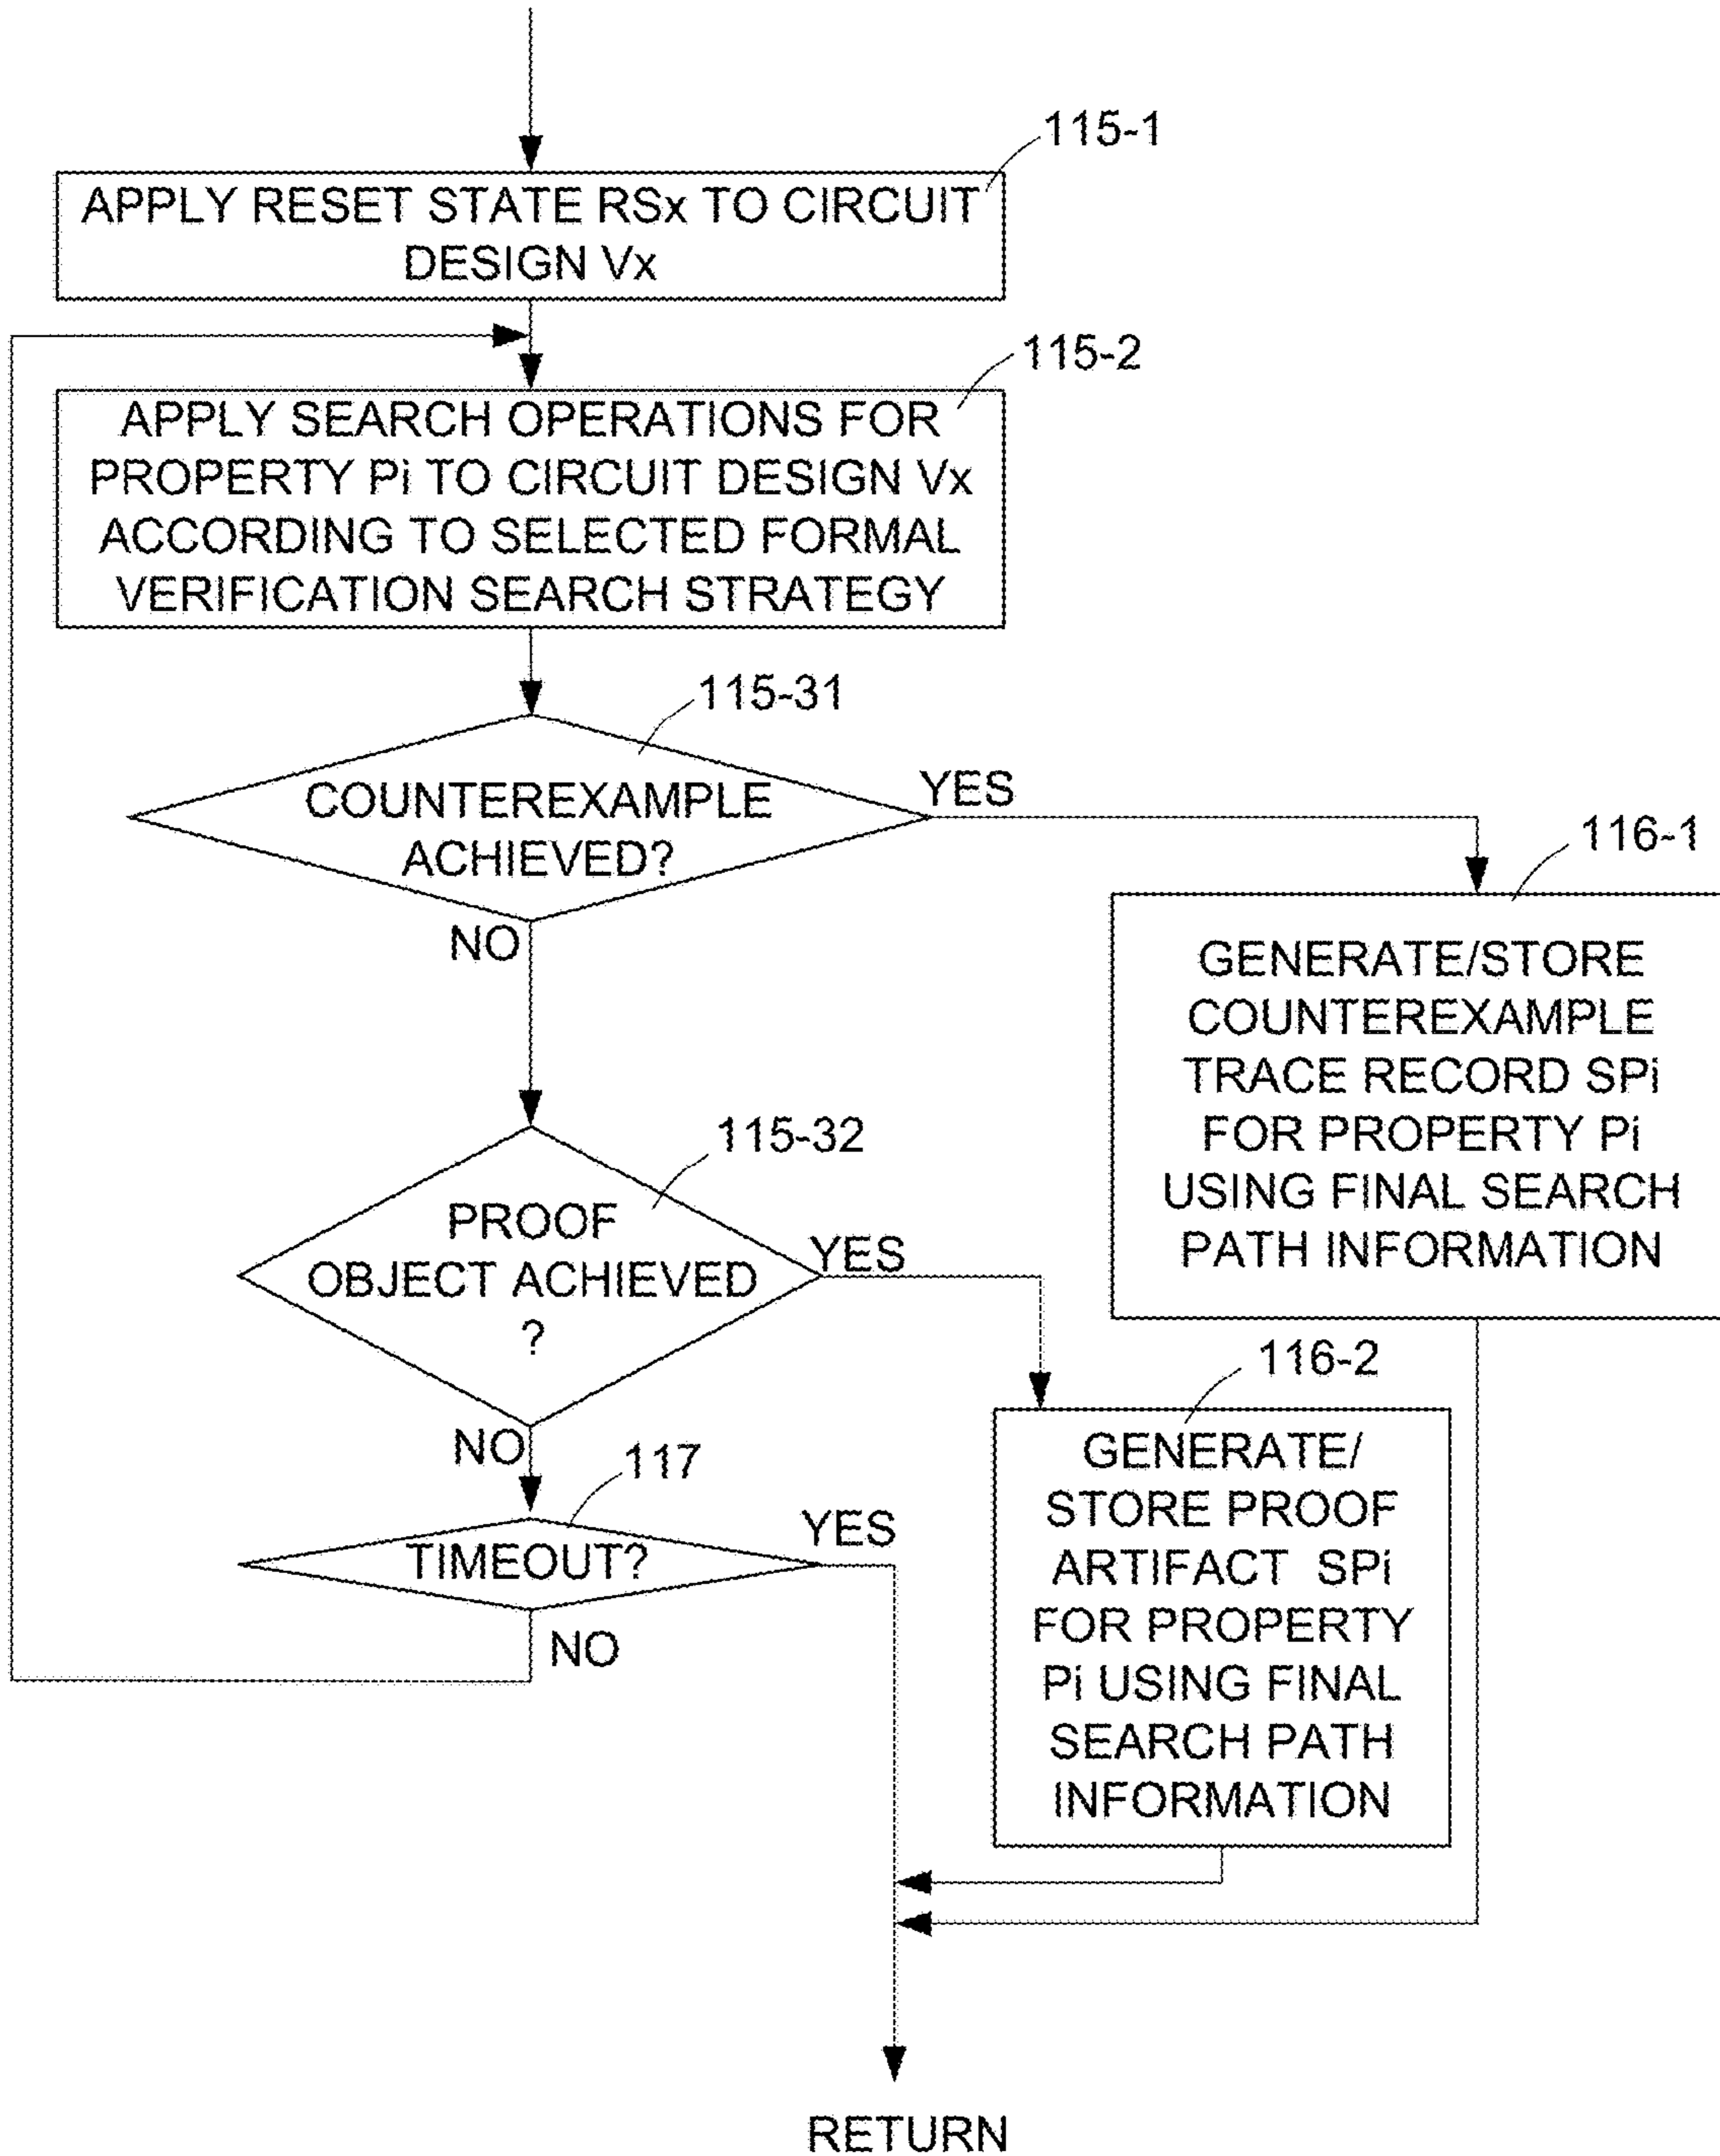 115-1
APPLY RESET STATE RSx TO CIRCUIT
DESIGN Vx
115-2
APPLY SEARCH OPERATIONS FOR
PROPERTY Pi TO CIRCUIT DESIGN Vx
ACCORDING TO SELECTED FORMAL
VERIFICATION SEARCH STRATEGY
115-31
COUNTEREXAMPLE
ACHIEVED?
YES
NO
116-1
GENERATE/STORE
COUNTEREXAMPLE
TRACE RECORD SPi
FOR PROPERTY Pi
USING FINAL SEARCH
PATH INFORMATION
115-32
PROOF
OBJECT ACHIEVED
?
YES
NO
116-2
GENERATE/
STORE PROOF
ARTIFACT SPi
FOR PROPERTY
Pi USING FINAL
SEARCH PATH
INFORMATION
117
TIMEOUT?
YES
NO
RETURN